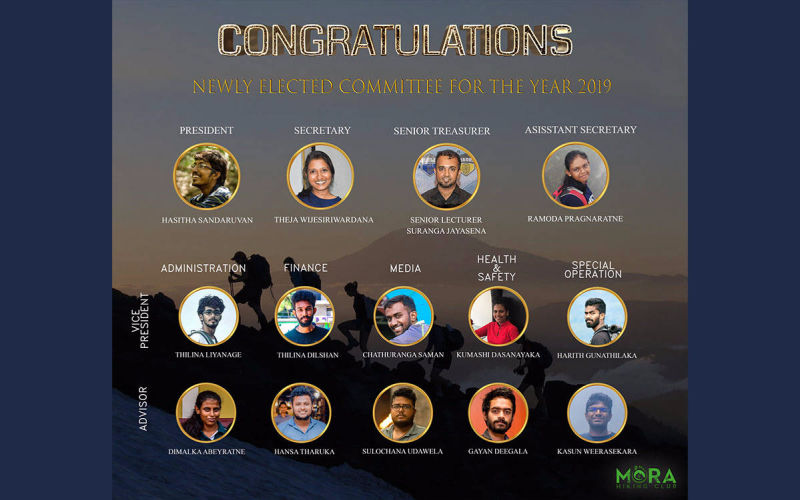 CONGRATULATIONS
NEWLY ELECTED COMMITTEE FOR THE YEAR 2019
PRESIDENT
SECRETARY
SENIOR TREASURER
ASISSTANT SECRETARY
HASITHA SANDARUVAN
THEJA WIJESIRIWARDANA
SENIOR LECTURER
SURANGA JAYASENA
RAMODA PRAGNARATNE
VICE
PRESIDENT
ADMINISTRATION
FINANCE
MEDIA
HEALTH
&
SAFETY
SPECIAL
OPERATION
THILINA LIYANAGE
THILINA DILSHAN
CHATHURANGA SAMAN
KUMASHI DASANAYAKA
HARITH GUNATHILAKA
ADVISOR
DIMALKA ABEYRATNE
HANSA THARUKA
SULOCHANA UDAWELA
GAYAN DEEGALA
KASUN WEERASEKARA
MORA
HIKING CLUB